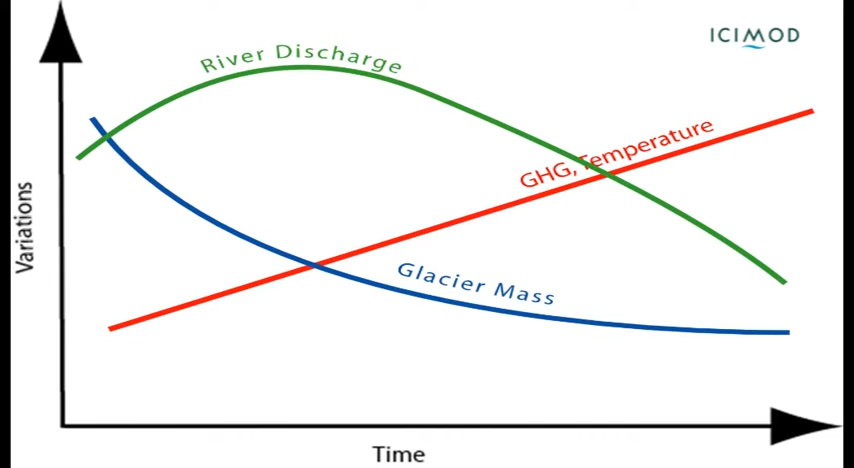 ICIMOD
River Discharge
GHG, Temperature
Glacier Mass
Variations
Time